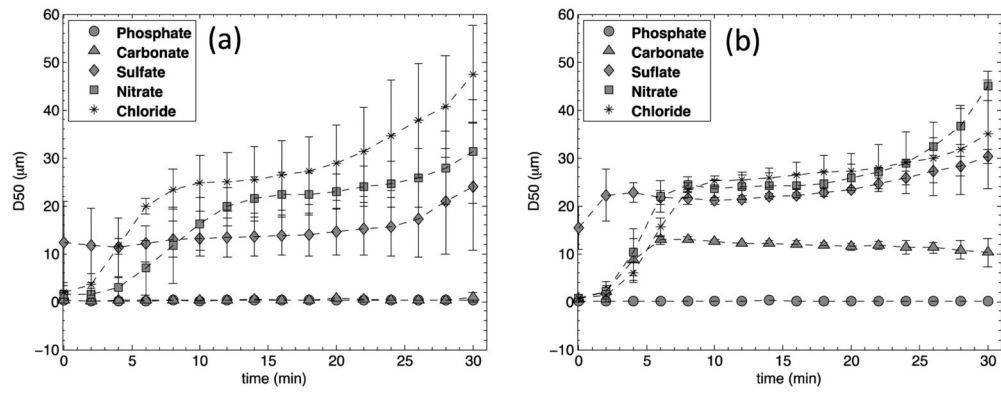 60
50
40
30
20
10
0
−10
D50 (μm)
0
5
10
15
20
25
30
time (min)
Phosphate
Carbonate
Sulfate
Nitrate
Chloride
(a)
60
50
40
30
20
10
0
−10
D50 (μm)
0
5
10
15
20
25
30
time (min)
Phosphate
Carbonate
Suflate
Nitrate
Chloride
(b)